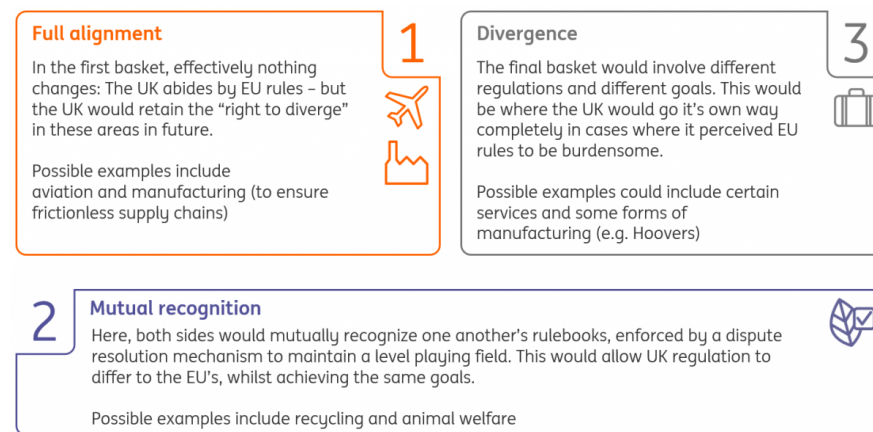 Full alignment
1
In the first basket, effectively nothing
changes: The UK abides by EU rules – but
the UK would retain the “right to diverge”
in these areas in future.
Possible examples include
aviation and manufacturing (to ensure
frictionless supply chains)
Divergence
3
The final basket would involve different
regulations and different goals. This would
be where the UK would go it’s own way
completely in cases where it perceived EU
rules to be burdensome.
Possible examples could include certain
services and some forms of
manufacturing (e.g. Hoovers)
2
Mutual recognition
Here, both sides would mutually recognize one another’s rulebooks, enforced by a dispute
resolution mechanism to maintain a level playing field. This would allow UK regulation to
differ to the EU’s, whilst achieving the same goals.
Possible examples include recycling and animal welfare